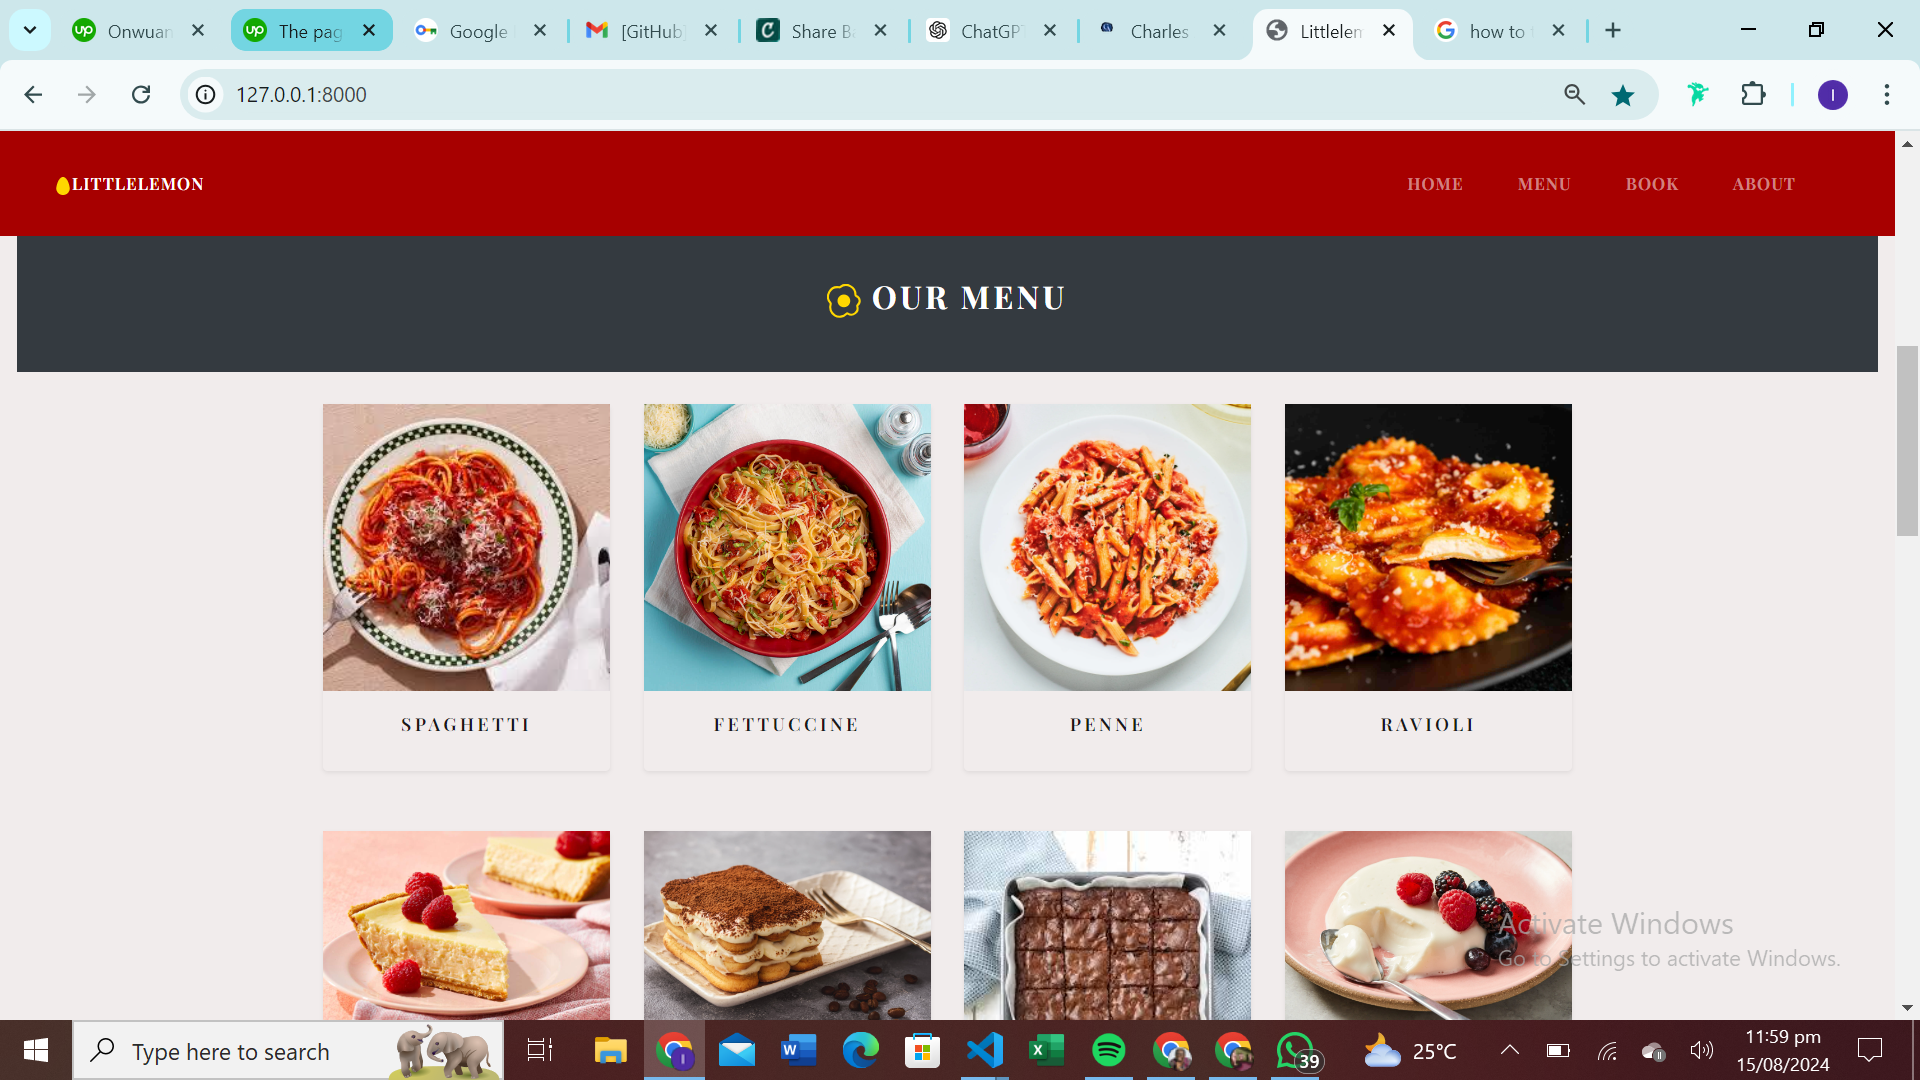 Onwuan
The pag
Google
[GitHub]
Share B
ChatGPT
Charles
Littlelem
how to
127.0.0.1:8000
LITTLELEMON
HOME MENU BOOK ABOUT
OUR MENU
SPAGHETTI
FETTUCCINE
PENNE
RAVIOLI
Activate Windows
Go to Settings to activate Windows.
Type here to search
39
25°C
11:59 pm
15/08/2024